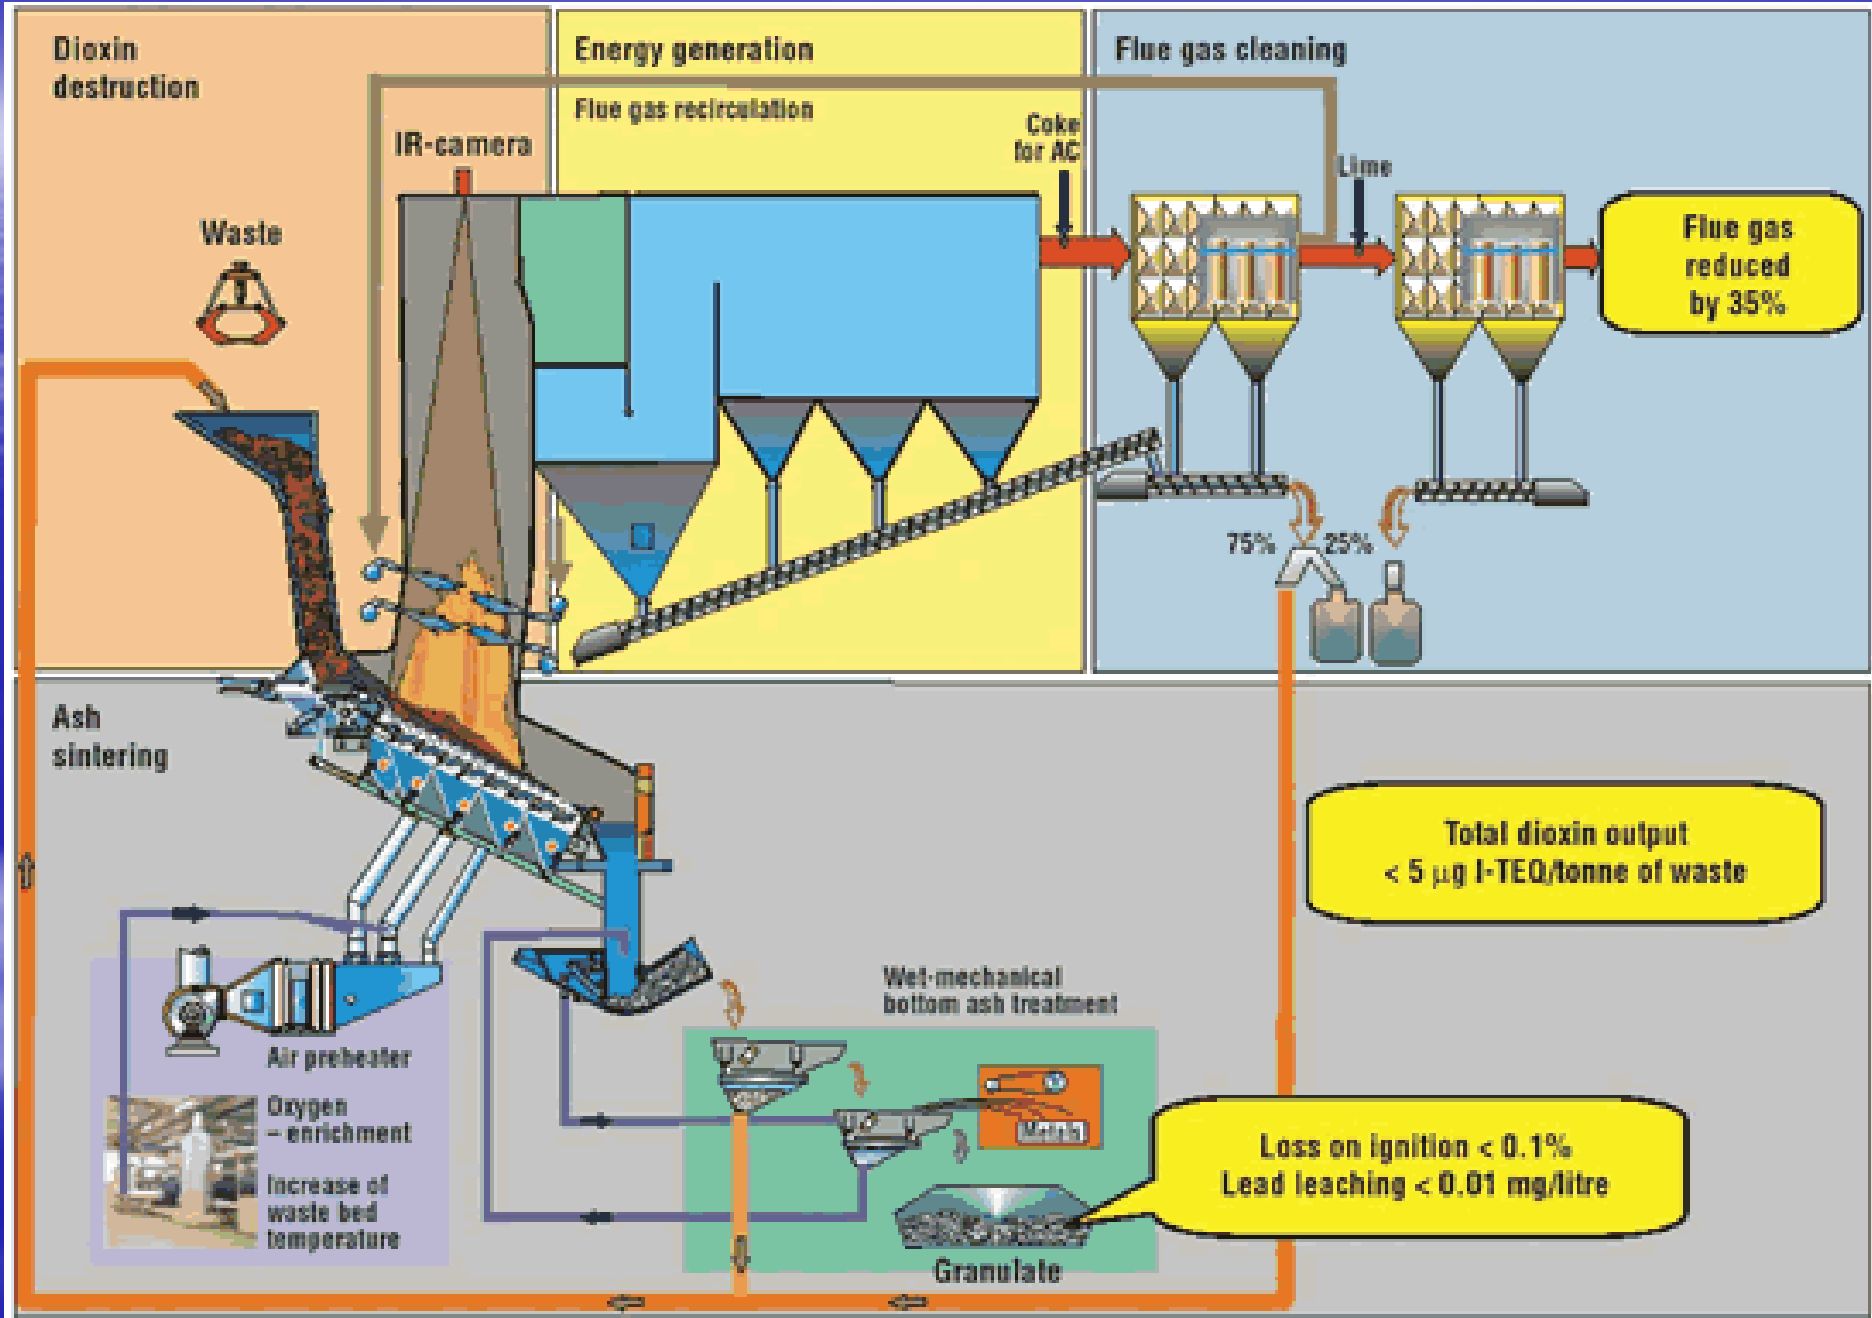 Dioxin
destruction
Energy generation
Flue gas recirculation
Flue gas cleaning
IR-camera
Coke
for AC
Lime
Waste
Flue gas
reduced
by 35%
75%
25%
Ash
sintering
Total dioxin output
< 5 µg I-TEQ/tonne of waste
Wet-mechanical
bottom ash treatment
Air preheater
Oxygen
– enrichment
Increase of
waste bed
temperature
Metals
Loss on ignition < 0.1%
Lead leaching < 0.01 mg/litre
Granulate